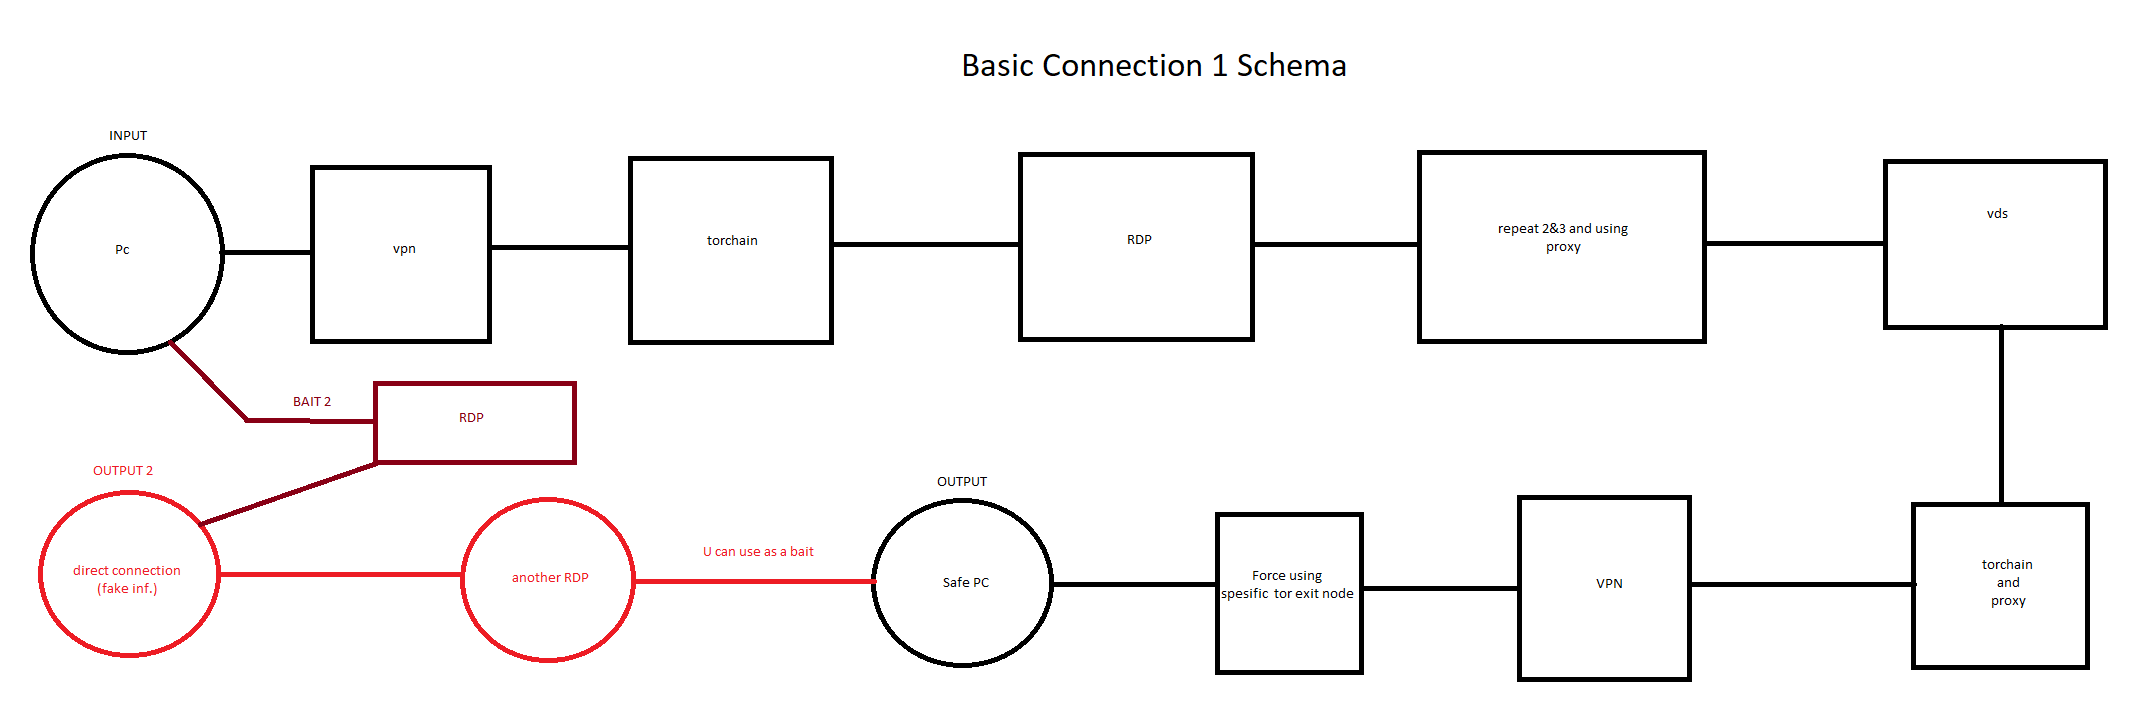 Basic Connection 1 Schema
INPUT
Pc
vpn
torchain
RDP
repeat 2&3 and using
proxy
vds
BAIT 2
RDP
OUTPUT 2
direct connection
(fake inf.)
another RDP
U can use as a bait
OUTPUT
Safe PC
Force using
spesific tor exit node
VPN
torchain
and
proxy